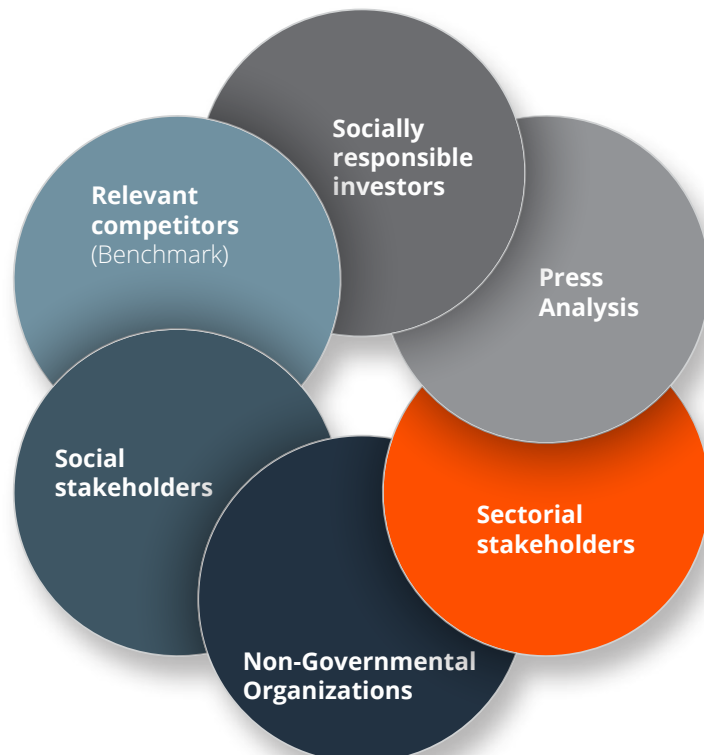 Socially
responsible
investors
Relevant
competitors
(Benchmark)
Press
Analysis
Social
stakeholders
Sectorial
stakeholders
Non-Governmental
Organizations